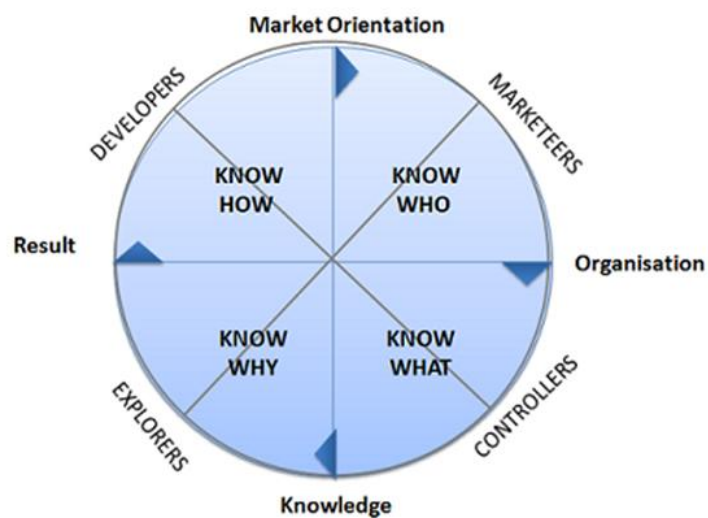 Market Orientation
DEVELOPERS
MARKETEERS
KNOW
HOW
KNOW
WHO
Result
Organisation
KNOW
WHY
KNOW
WHAT
EXPLORERS
CONTROLLERS
Knowledge